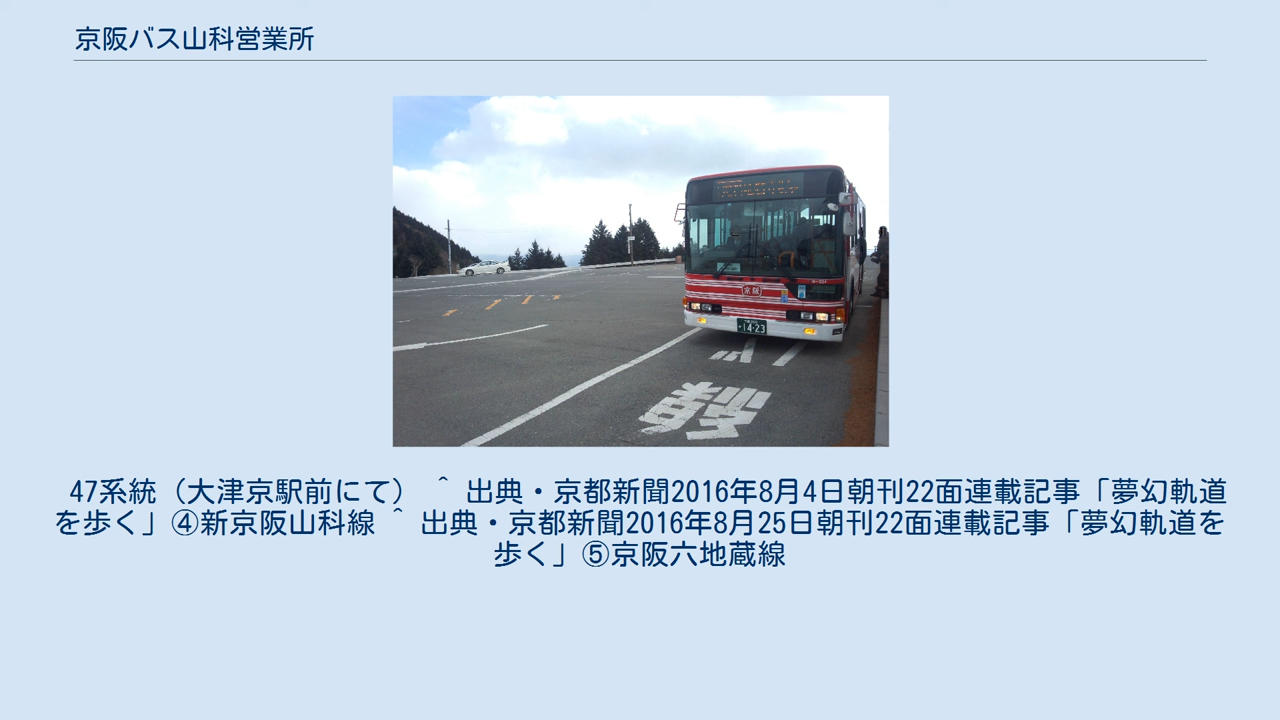 京阪バス山科営業所
京阪
14-23
47系統（大津京駅前にて） ^ 出典・京都新聞2016年8月4日朝刊22面連載記事「夢幻軌道
を歩く」④新京阪山科線 ^ 出典・京都新聞2016年8月25日朝刊22面連載記事「夢幻軌道を
歩く」⑤京阪六地蔵線